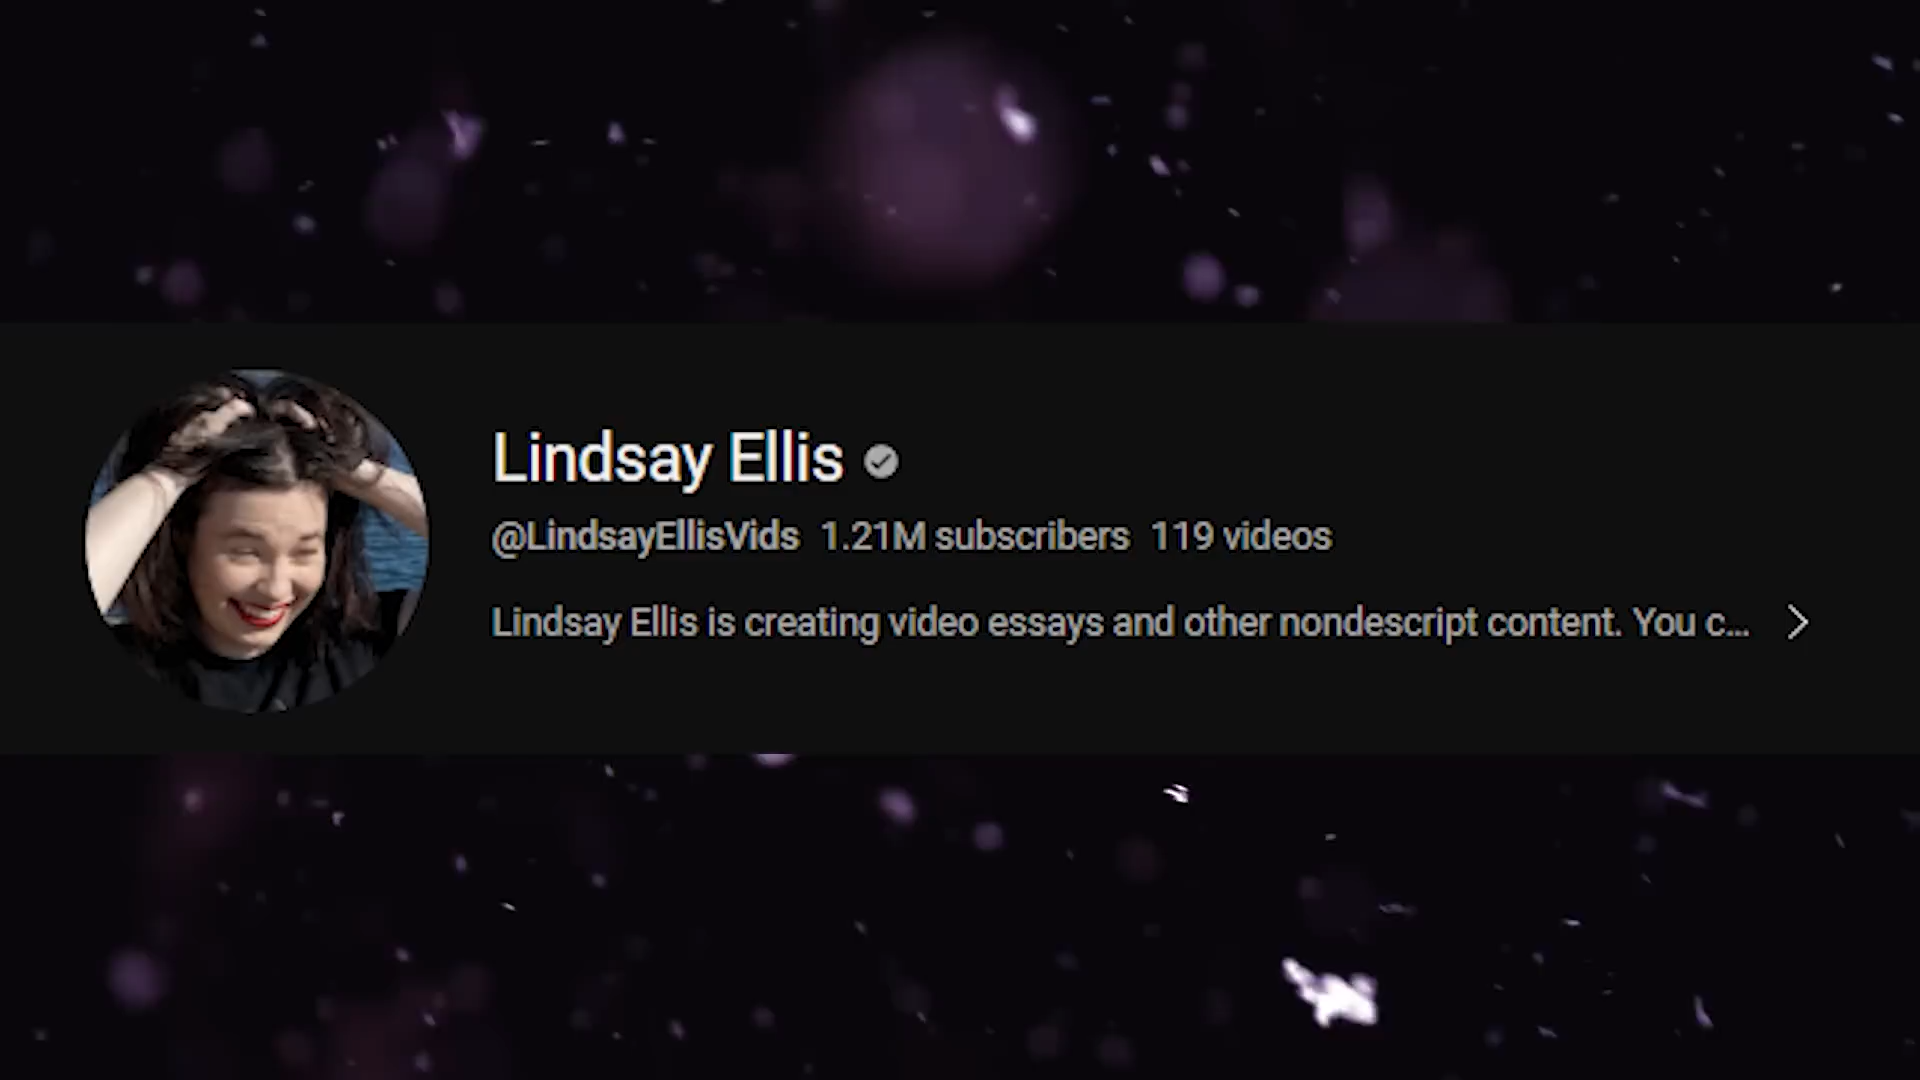 Lindsay Ellis
@LindsayEllisVids 1.21M subscribers 119 videos
Lindsay Ellis is creating video essays and other nondescript content. You c...